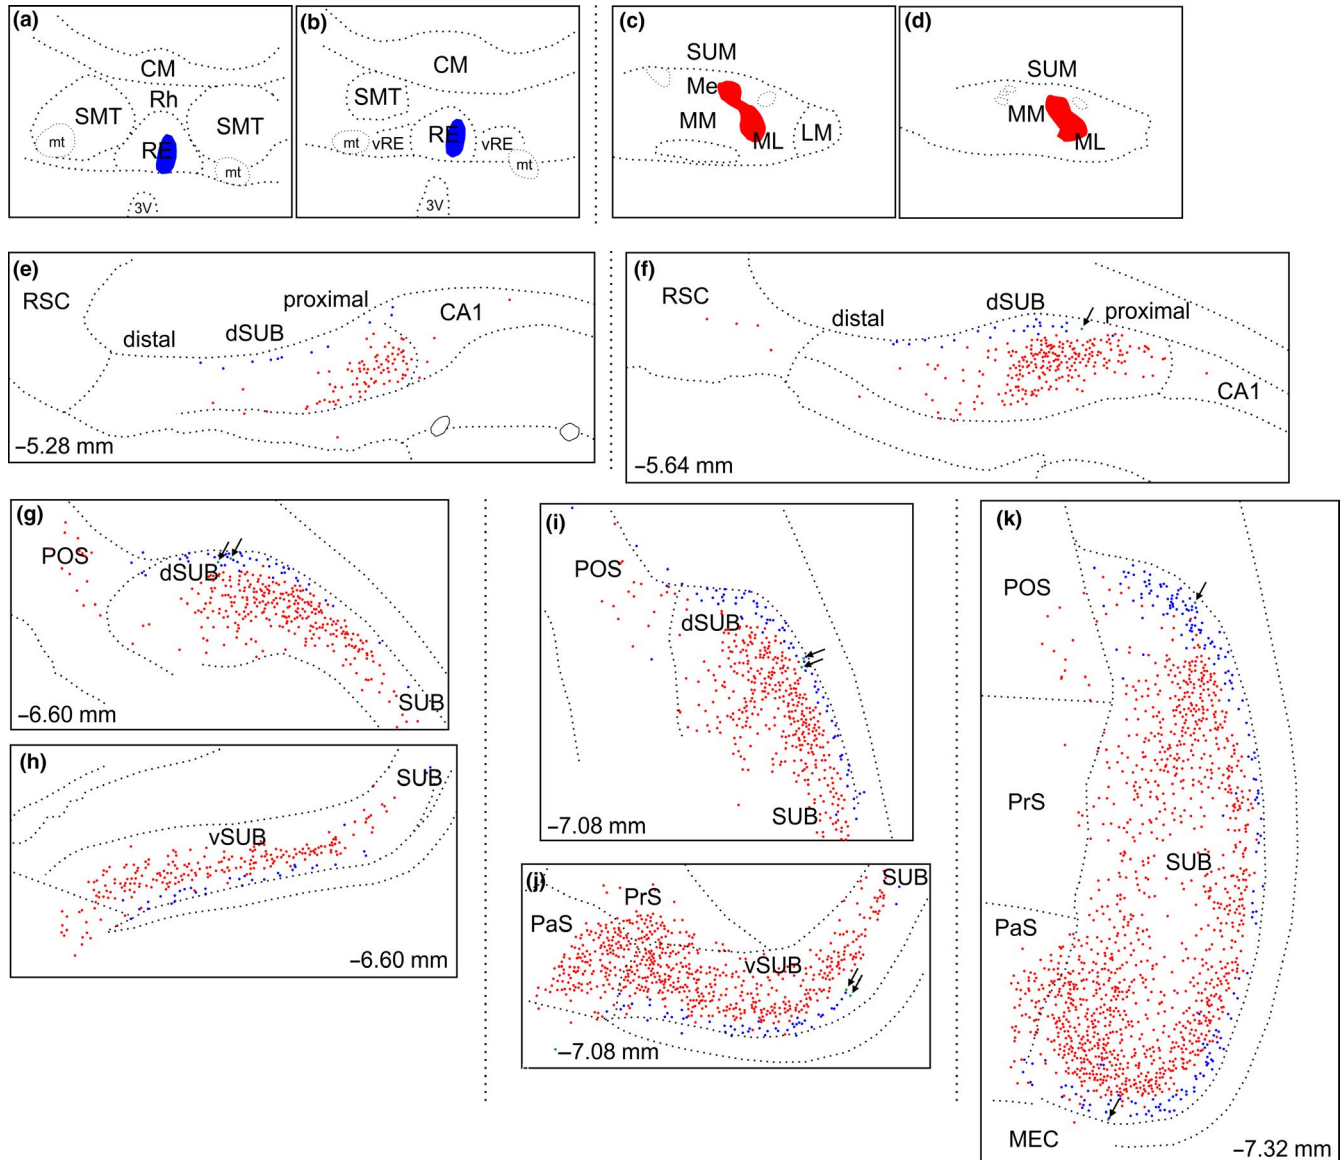 (a)
CM
Rh
SMT
SMT
mt
RE
mt
3V
(b)
CM
SMT
RE
mt
vRE
vRE
mt
3V
(c)
SUM
Me
MM
ML
LM
(d)
SUM
MM
ML
(e)
RSC
proximal
CA1
distal
dSUB
–5.28 mm
(f)
RSC
dSUB
distal
proximal
CA1
–5.64 mm
(g)
POS
dSUB
SUB
–6.60 mm
(h)
SUB
vSUB
–6.60 mm
(i)
POS
dSUB
SUB
–7.08 mm
(j)
SUB
PrS
PaS
vSUB
–7.08 mm
(k)
POS
PrS
SUB
PaS
MEC
–7.32 mm